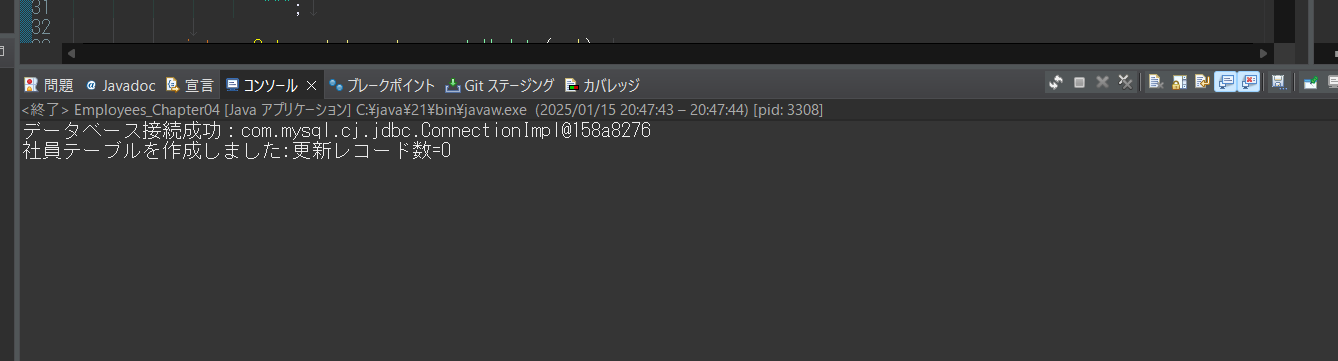 31
""";
32
問題 @ Javadoc 宣言 コンソール × ブレークポイント Git ステージング カバレッジ
<終了> Employees_Chapter04 [Java アプリケーション] C:¥java¥21¥bin¥javaw.exe (2025/01/15 20:47:43 – 20:47:44) [pid: 3308]
データベース接続成功：com.mysql.cj.jdbc.ConnectionImpl@158a8276
社員テーブルを作成しました:更新レコード数=0